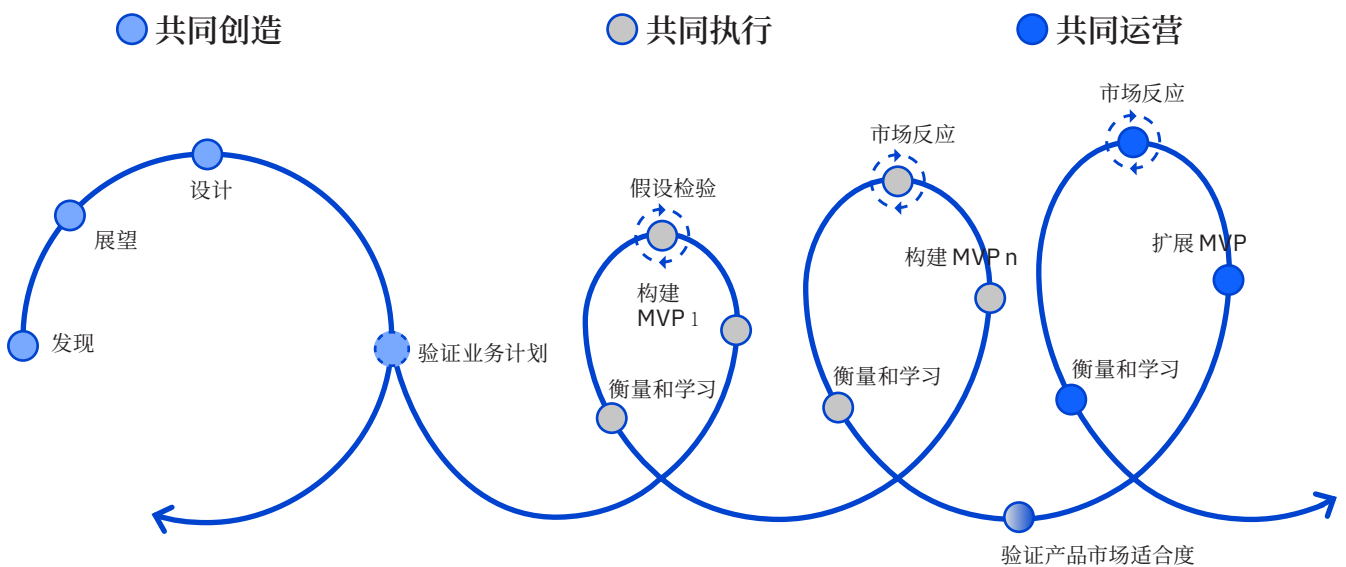 共同创造
共同执行
共同运营
设计
展望
发现
验证业务计划
假设检验
构建
MVP 1
衡量和学习
市场反应
构建 MVP n
衡量和学习
市场反应
扩展 MVP
衡量和学习
验证产品市场适合度